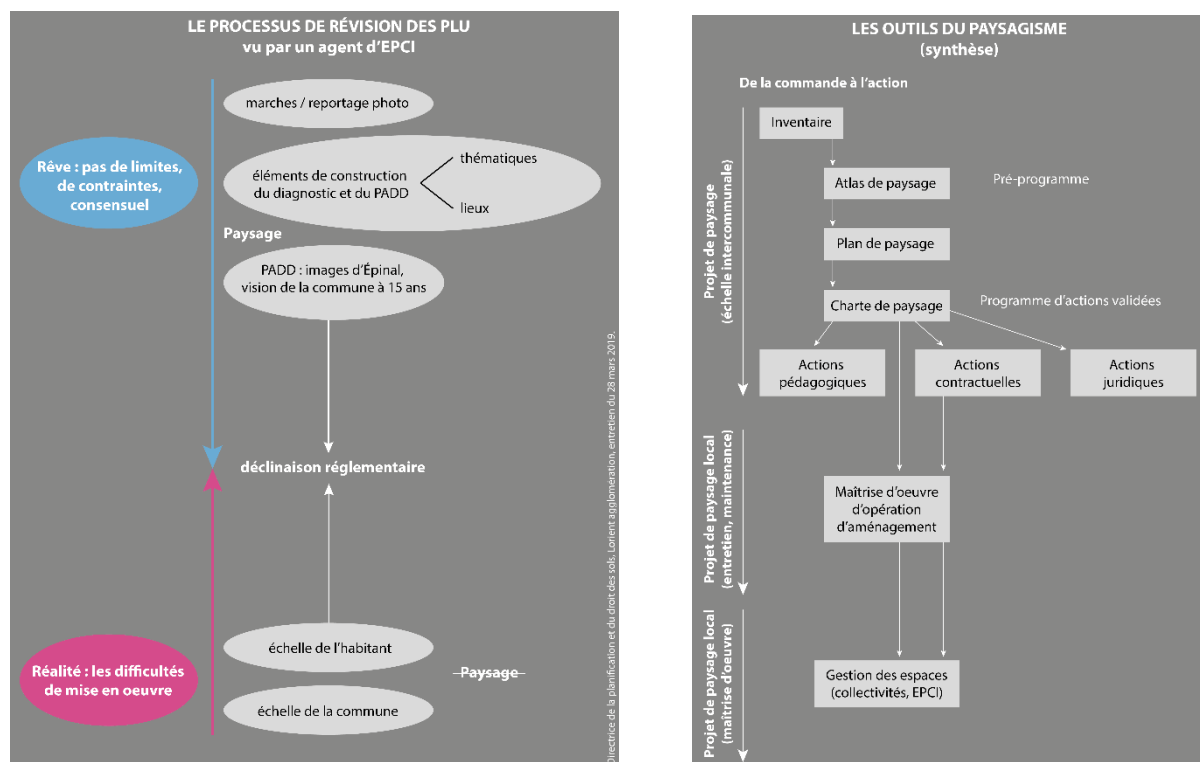 LE PROCESSUS DE RÉVISION DES PLU
vu par un agent d'EPCI
marches / reportage photo
Rêve : pas de limites,
de contraintes,
consensuel
éléments de construction
du diagnostic et du PADD
thématiques
lieux
Paysage
PADD : images d'Épinal,
vision de la commune à 15 ans
déclinaison réglementaire
échelle de l'habitant
Réalité : les difficultés
de mise en oeuvre
Paysage
échelle de la commune
Directrice de la planification et du droit des sols, Lorient agglomération, entretien du 28 mars 2019.
LES OUTILS DU PAYSAGISME
(synthèse)
De la commande à l'action
Projet de paysage
(échelle intercommunale)
Inventaire
Atlas de paysage
Pré-programme
Plan de paysage
Charte de paysage
Programme d'actions validées
Actions
pédagogiques
Actions
contractuelles
Actions
juridiques
Projet de paysage local
(entretien, maintenance)
Maîtrise d'oeuvre
d'opération
d'aménagement
Projet de paysage local
(maîtrise d'oeuvre)
Gestion des espaces
(collectivités, EPCI)